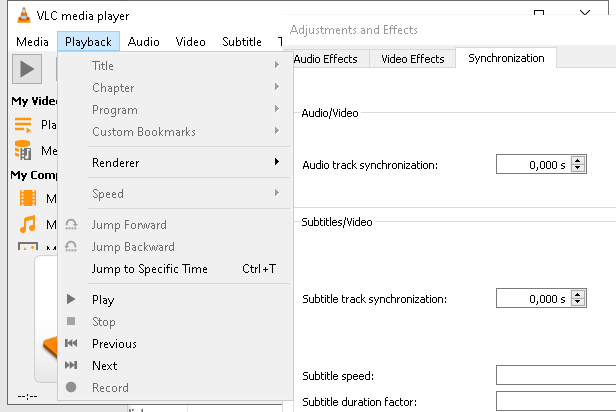 VLC media player
Media Playback Audio Video Subtitle
Title
Chapter
Program
Custom Bookmarks
Renderer
Speed
Jump Forward
Jump Backward
Jump to Specific Time Ctrl+T
Play
Stop
Previous
Next
Record
My Video
My Comp
--:--
Adjustments and Effects
Audio Effects Video Effects Synchronization
Audio/Video
Audio track synchronization: 0,000 s
Subtitles/Video
Subtitle track synchronization: 0,000 s
Subtitle speed:
Subtitle duration factor: